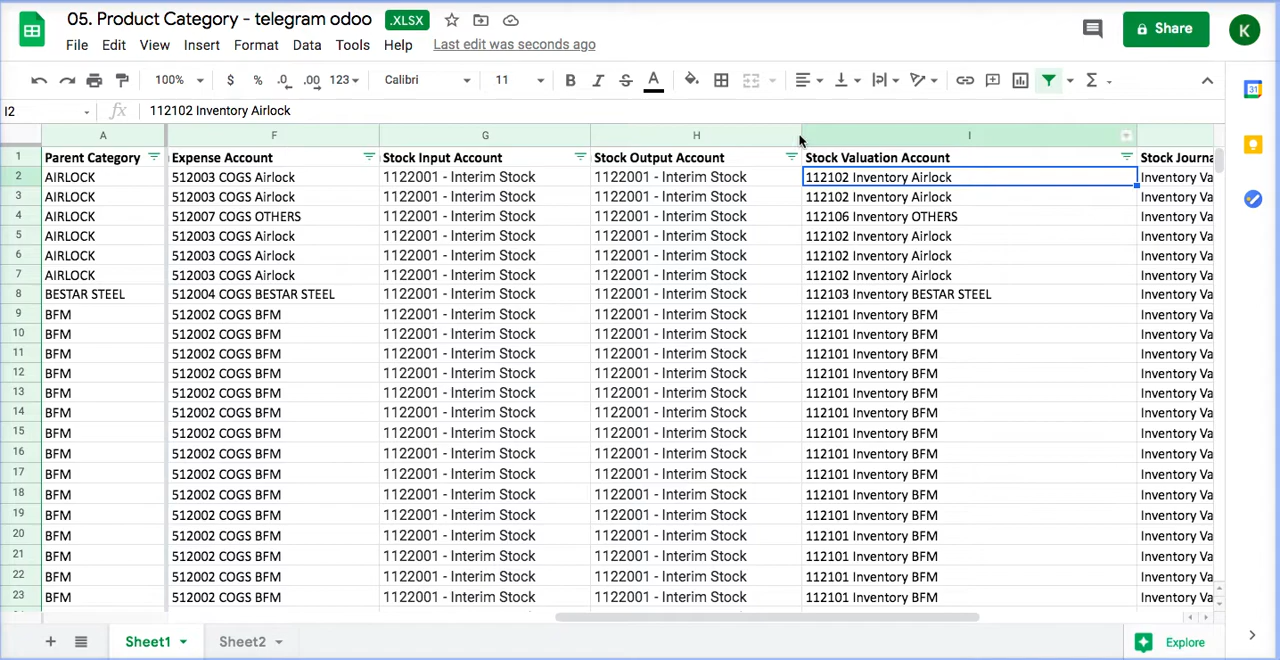 05. Product Category - telegram odoo .XLSX
File Edit View Insert Format Data Tools Help Last edit was seconds ago
Share K
100% $ % .0 .00 123 Calibri 11 B I S A
I2 fx 112102 Inventory Airlock
31
A F G H I
1 Parent Category Expense Account Stock Input Account Stock Output Account Stock Valuation Account Stock Journa
2 AIRLOCK 512003 COGS Airlock 1122001 - Interim Stock 1122001 - Interim Stock 112102 Inventory Airlock Inventory Va
3 AIRLOCK 512003 COGS Airlock 1122001 - Interim Stock 1122001 - Interim Stock 112102 Inventory Airlock Inventory Va
4 AIRLOCK 512007 COGS OTHERS 1122001 - Interim Stock 1122001 - Interim Stock 112106 Inventory OTHERS Inventory Va
5 AIRLOCK 512003 COGS Airlock 1122001 - Interim Stock 1122001 - Interim Stock 112102 Inventory Airlock Inventory Va
6 AIRLOCK 512003 COGS Airlock 1122001 - Interim Stock 1122001 - Interim Stock 112102 Inventory Airlock Inventory Va
7 AIRLOCK 512003 COGS Airlock 1122001 - Interim Stock 1122001 - Interim Stock 112102 Inventory Airlock Inventory Va
8 BESTAR STEEL 512004 COGS BESTAR STEEL 1122001 - Interim Stock 1122001 - Interim Stock 112103 Inventory BESTAR STEEL Inventory Va
9 BFM 512002 COGS BFM 1122001 - Interim Stock 1122001 - Interim Stock 112101 Inventory BFM Inventory Va
10 BFM 512002 COGS BFM 1122001 - Interim Stock 1122001 - Interim Stock 112101 Inventory BFM Inventory Va
11 BFM 512002 COGS BFM 1122001 - Interim Stock 1122001 - Interim Stock 112101 Inventory BFM Inventory Va
12 BFM 512002 COGS BFM 1122001 - Interim Stock 1122001 - Interim Stock 112101 Inventory BFM Inventory Va
13 BFM 512002 COGS BFM 1122001 - Interim Stock 1122001 - Interim Stock 112101 Inventory BFM Inventory Va
14 BFM 512002 COGS BFM 1122001 - Interim Stock 1122001 - Interim Stock 112101 Inventory BFM Inventory Va
15 BFM 512002 COGS BFM 1122001 - Interim Stock 1122001 - Interim Stock 112101 Inventory BFM Inventory Va
16 BFM 512002 COGS BFM 1122001 - Interim Stock 1122001 - Interim Stock 112101 Inventory BFM Inventory Va
17 BFM 512002 COGS BFM 1122001 - Interim Stock 1122001 - Interim Stock 112101 Inventory BFM Inventory Va
18 BFM 512002 COGS BFM 1122001 - Interim Stock 1122001 - Interim Stock 112101 Inventory BFM Inventory Va
19 BFM 512002 COGS BFM 1122001 - Interim Stock 1122001 - Interim Stock 112101 Inventory BFM Inventory Va
20 BFM 512002 COGS BFM 1122001 - Interim Stock 1122001 - Interim Stock 112101 Inventory BFM Inventory Va
21 BFM 512002 COGS BFM 1122001 - Interim Stock 1122001 - Interim Stock 112101 Inventory BFM Inventory Va
22 BFM 512002 COGS BFM 1122001 - Interim Stock 1122001 - Interim Stock 112101 Inventory BFM Inventory Va
23 BFM 512002 COGS BFM 1122001 - Interim Stock 1122001 - Interim Stock 112101 Inventory BFM Inventory Va
Sheet1 Sheet2 Explore